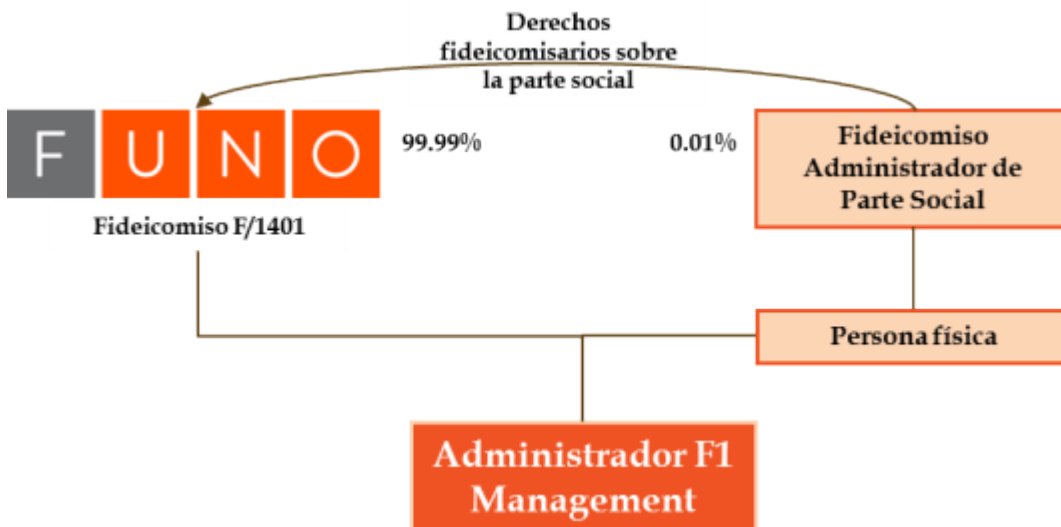 Derechos
fideicomisarios sobre
la parte social
FUNO
99.99%
0.01%
Fideicomiso
Administrador de
Parte Social
Fideicomiso F/1401
Persona física
Administrador F1
Management